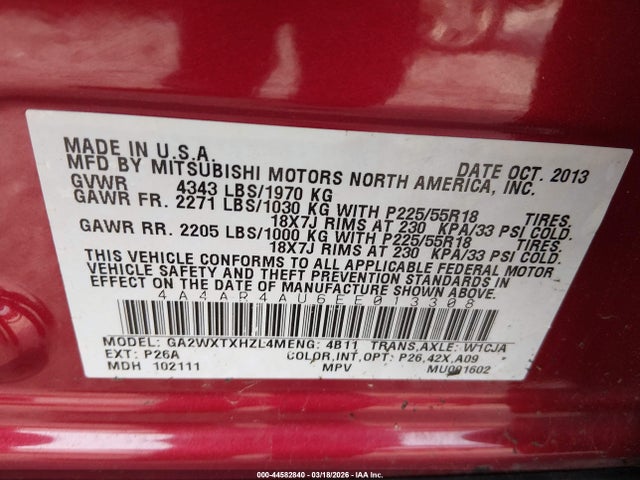 MADE IN U.S.A. DATE OCT. 2013
MFD BY MITSUBISHI MOTORS NORTH AMERICA, INC.
GVWR 4343 LBS/1970 KG
GAWR FR. 2271 LBS/1030 KG WITH P225/55R18 TIRES.
18X7J RIMS AT 230 KPA/33 PSI COLD.
GAWR RR. 2205 LBS/1000 KG WITH P225/55R18 TIRES.
18X7J RIMS AT 230 KPA/33 PSI COLD.
THIS VEHICLE CONFORMS TO ALL APPLICABLE FEDERAL MOTOR
VEHICLE SAFETY AND THEFT PREVENTION STANDARDS IN
EFFECT ON THE DATE OF MANUFACTURE SHOWN ABOVE.
4A4AR4AU6EE013308
MODEL: GA2WXTXHZL4MENG: 4B11 TRANS,AXLE: W1CJA
EXT: P26A COLOR,INT,OPT: P26,42X,A09
MDH 102111 MPV MU001602
000-44582840 - 03/18/2026 - IAA Inc.